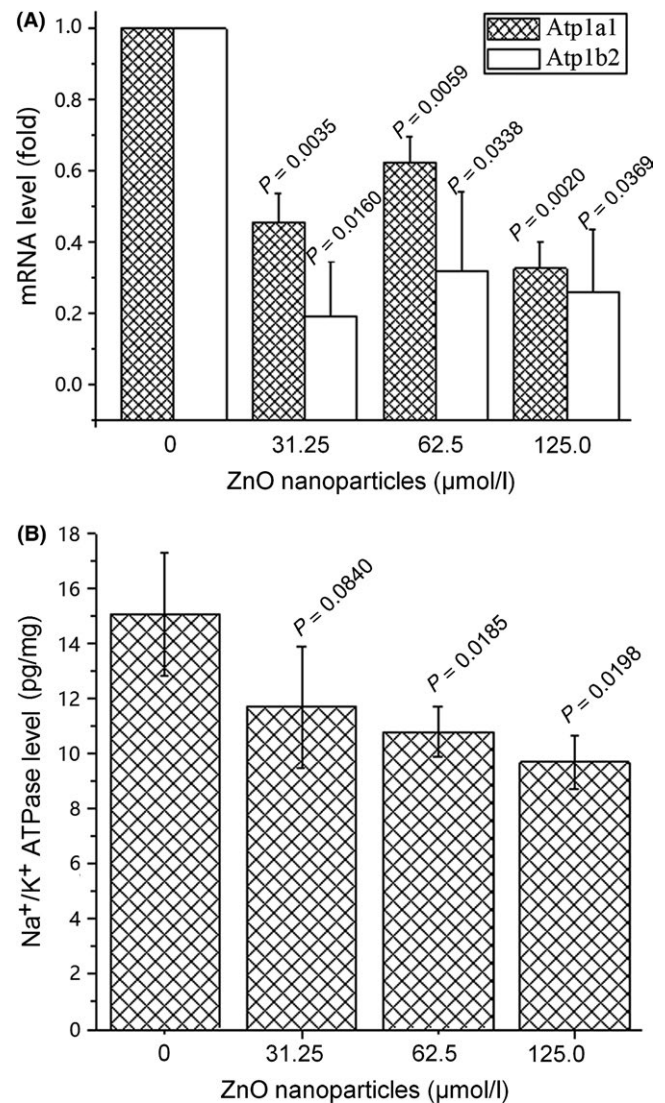 (A)
Atp1a1
Atp1b2
mRNA level (fold)
1.0
0.8
0.6
0.4
0.2
0.0
P = 0.0035
P = 0.0160
P = 0.0059
P = 0.0338
P = 0.0020
P = 0.0369
0 31.25 62.5 125.0
ZnO nanoparticles (μmol/l)
(B)
Na⁺/K⁺ ATPase level (pg/mg)
18
16
14
12
10
8
6
4
2
0
P = 0.0840
P = 0.0185
P = 0.0198
0 31.25 62.5 125.0
ZnO nanoparticles (μmol/l)